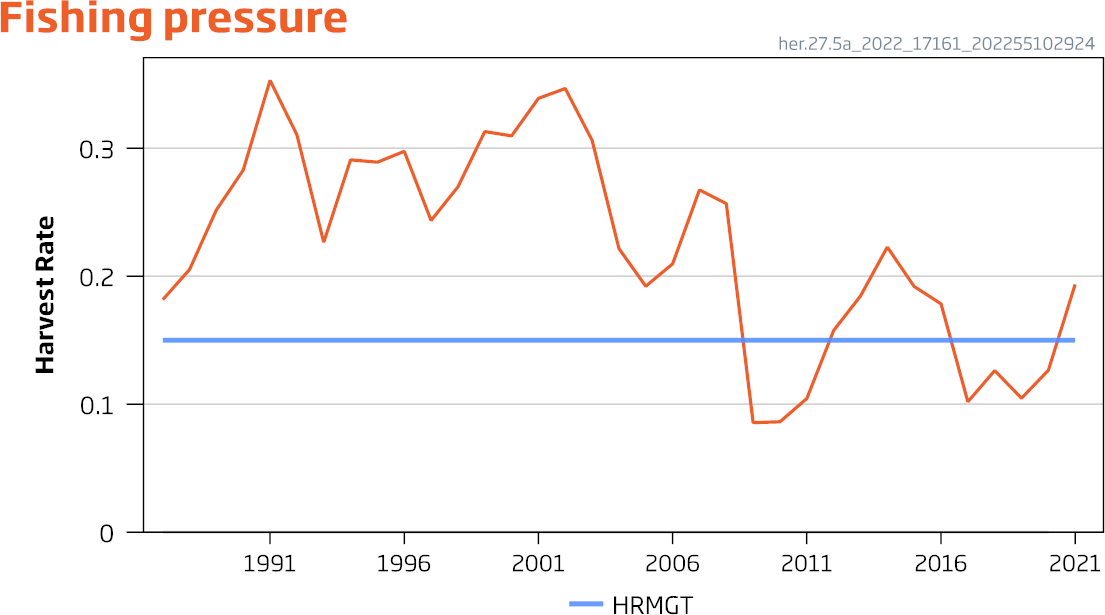 Fishing pressure
her.27.5a_2022_17161_202255102924
Harvest Rate
0.3
0.2
0.1
0
1991 1996 2001 2006 2011 2016 2021
HRMGT